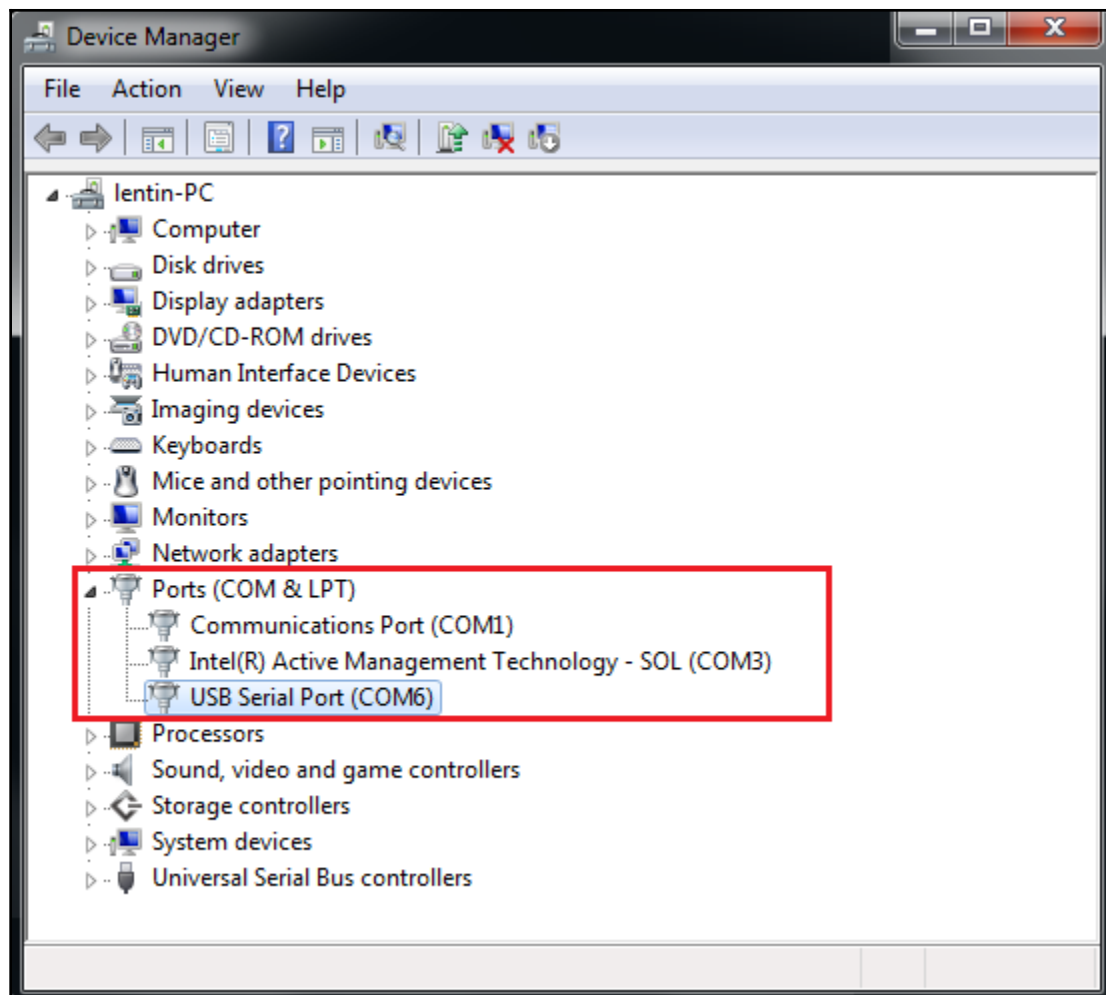 Device Manager
File Action View Help
lentin-PC
Computer
Disk drives
Display adapters
DVD/CD-ROM drives
Human Interface Devices
Imaging devices
Keyboards
Mice and other pointing devices
Monitors
Network adapters
Ports (COM & LPT)
Communications Port (COM1)
Intel(R) Active Management Technology - SOL (COM3)
USB Serial Port (COM6)
Processors
Sound, video and game controllers
Storage controllers
System devices
Universal Serial Bus controllers